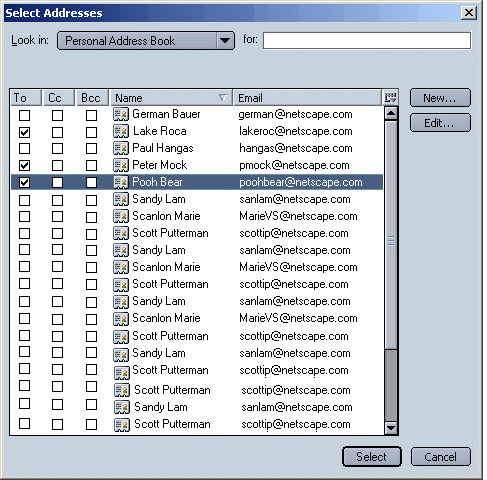 Select Addresses
Look in: Personal Address Book for:
To Cc Bcc Name Email New...
German Bauer german@netscape.com
Lake Roca lakeroc@netscape.com Edit...
Paul Hangas hangas@netscape.com
Peter Mock pmock@netscape.com
Pooh Bear poohbear@netscape.com
Sandy Lam sanlam@netscape.com
Scanlon Marie MarieVS@netscape.com
Scott Putterman scottip@netscape.com
Sandy Lam sanlam@netscape.com
Scanlon Marie MarieVS@netscape.com
Scott Putterman scottip@netscape.com
Sandy Lam sanlam@netscape.com
Scanlon Marie MarieVS@netscape.com
Scott Putterman scottip@netscape.com
Sandy Lam sanlam@netscape.com
Scott Putterman scottip@netscape.com
Scott Putterman scottip@netscape.com
Sandy Lam sanlam@netscape.com
Scott Putterman scottip@netscape.com
Select Cancel